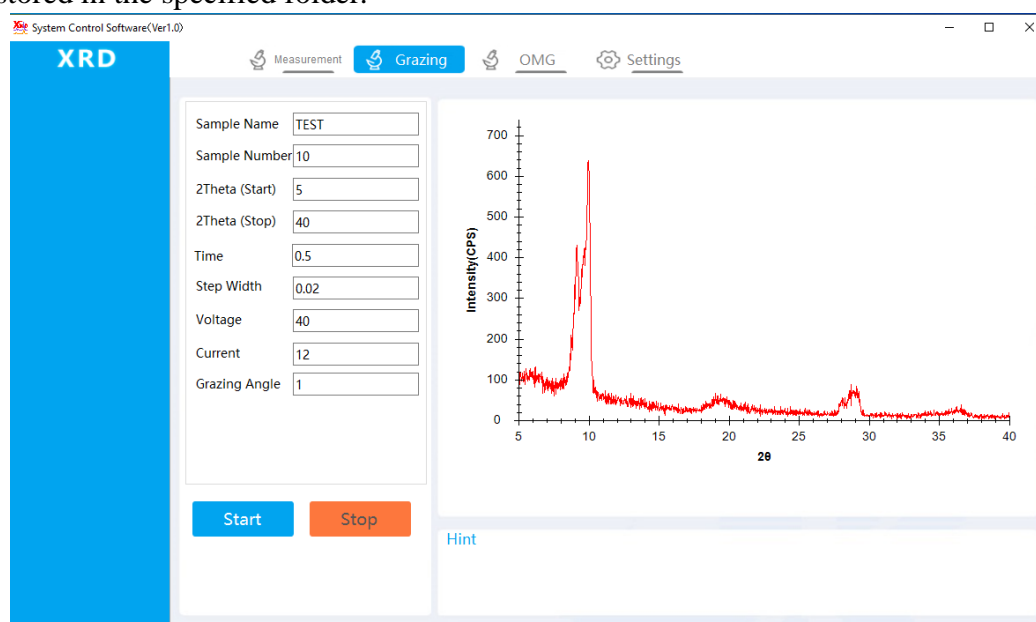 stored in the specified folder.
System Control Software(Ver1.0)
XRD
Measurement
Grazing
OMG
Settings
Sample Name TEST
Sample Number 10
2Theta (Start) 5
2Theta (Stop) 40
Time 0.5
Step Width 0.02
Voltage 40
Current 12
Grazing Angle 1
Start
Stop
Intensity(CPS)
700
600
500
400
300
200
100
0
5 10 15 20 25 30 35 40
2θ
Hint